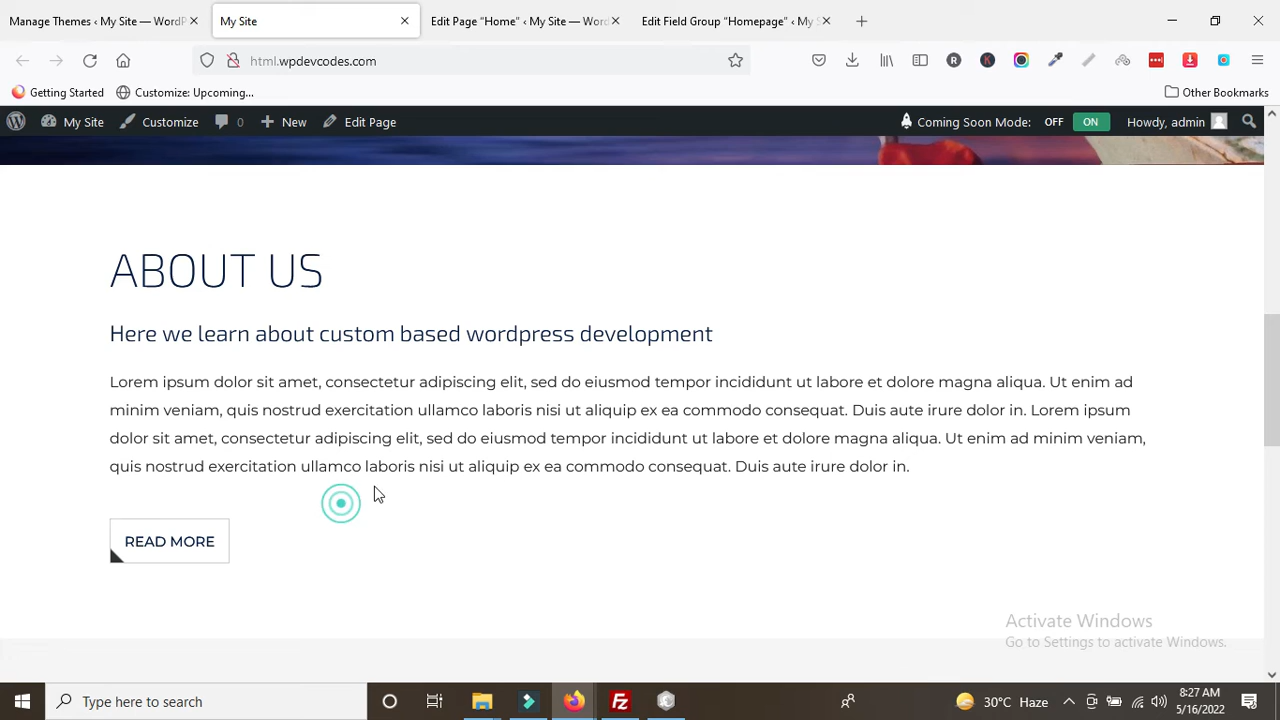 Manage Themes ‹ My Site — WordP
My Site
Edit Page “Home” ‹ My Site — Word
Edit Field Group “Homepage” ‹ My S
html.wpdevcodes.com
Getting Started
Customize: Upcoming...
Other Bookmarks
My Site
Customize
0
New
Edit Page
Coming Soon Mode:
OFF
ON
Howdy, admin
ABOUT US
Here we learn about custom based wordpress development
Lorem ipsum dolor sit amet, consectetur adipiscing elit, sed do eiusmod tempor incididunt ut labore et dolore magna aliqua. Ut enim ad
minim veniam, quis nostrud exercitation ullamco laboris nisi ut aliquip ex ea commodo consequat. Duis aute irure dolor in. Lorem ipsum
dolor sit amet, consectetur adipiscing elit, sed do eiusmod tempor incididunt ut labore et dolore magna aliqua. Ut enim ad minim veniam,
quis nostrud exercitation ullamco laboris nisi ut aliquip ex ea commodo consequat. Duis aute irure dolor in.
READ MORE
Activate Windows
Go to Settings to activate Windows.
Type here to search
30°C Haze
8:27 AM
5/16/2022